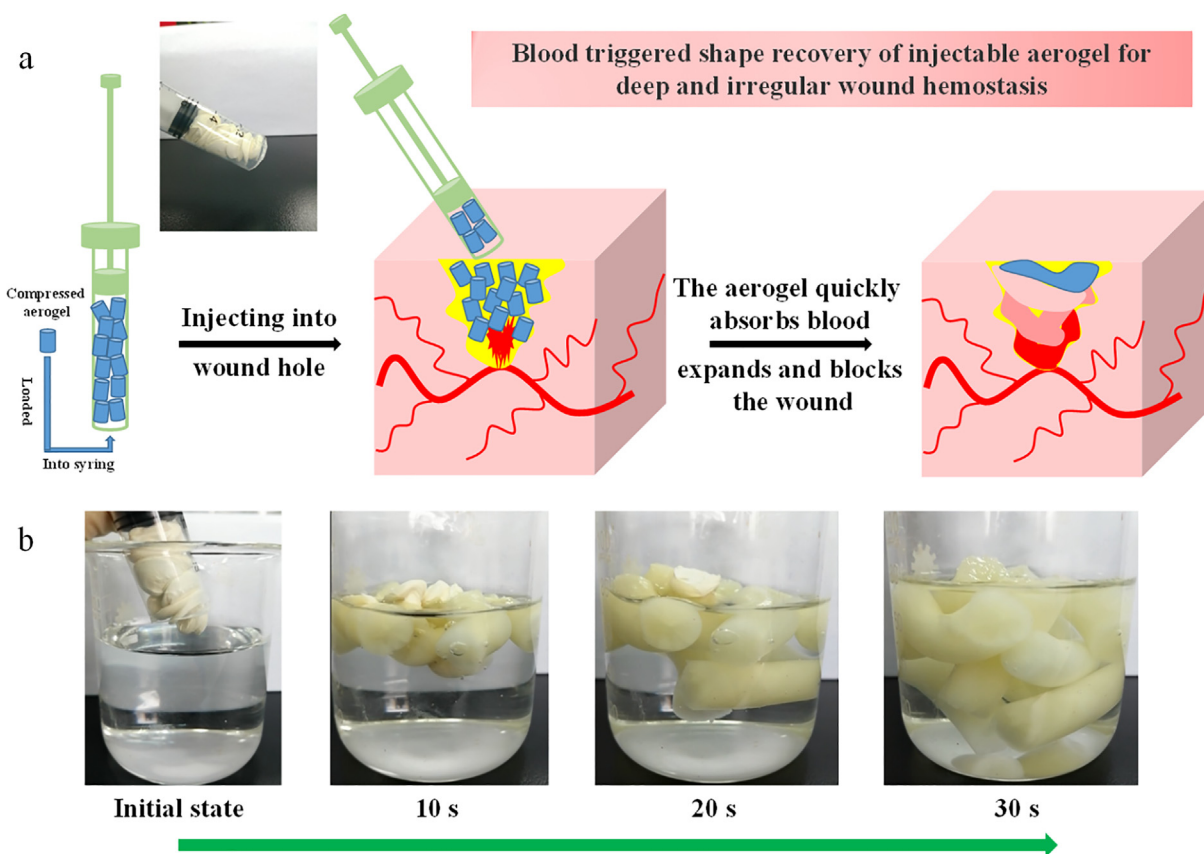 a
Blood triggered shape recovery of injectable aerogel for
deep and irregular wound hemostasis
Compressed
aerogel
Loaded
Into syring
Injecting into
wound hole
The aerogel quickly
absorbs blood
expands and blocks
the wound
b
Initial state
10 s
20 s
30 s